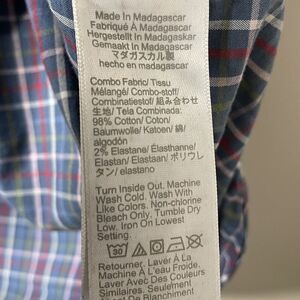 Made In Madagascar
Fabriqué À Madagascar
Hergestellt In Madagaskar
Gemaakt In Madagascar
マダガスカル製
hecho en madagascar
Combo Fabric/ Tissu
Mélangé/ Combo-stoff/
Combinatiestof/ 組み合わせ
生地/ Tela Combinada:
98% Cotton/ Coton/
Baumwolle/ Katoen/ 綿/
algodón
2% Elastane/ Élasthanne/
Elastan/ Elastaan/ ポリウレ
タン/ elastano
Turn Inside Out. Machine
Wash Cold. Wash With
Like Colors. Non-chlorine
Bleach Only. Tumble Dry
Low. Iron On Lowest
Setting.
30
Retourner. Laver À La
Machine À L'eau Froide.
Laver Avec Des Couleurs
Similaires. Seulement
De Blanchiment